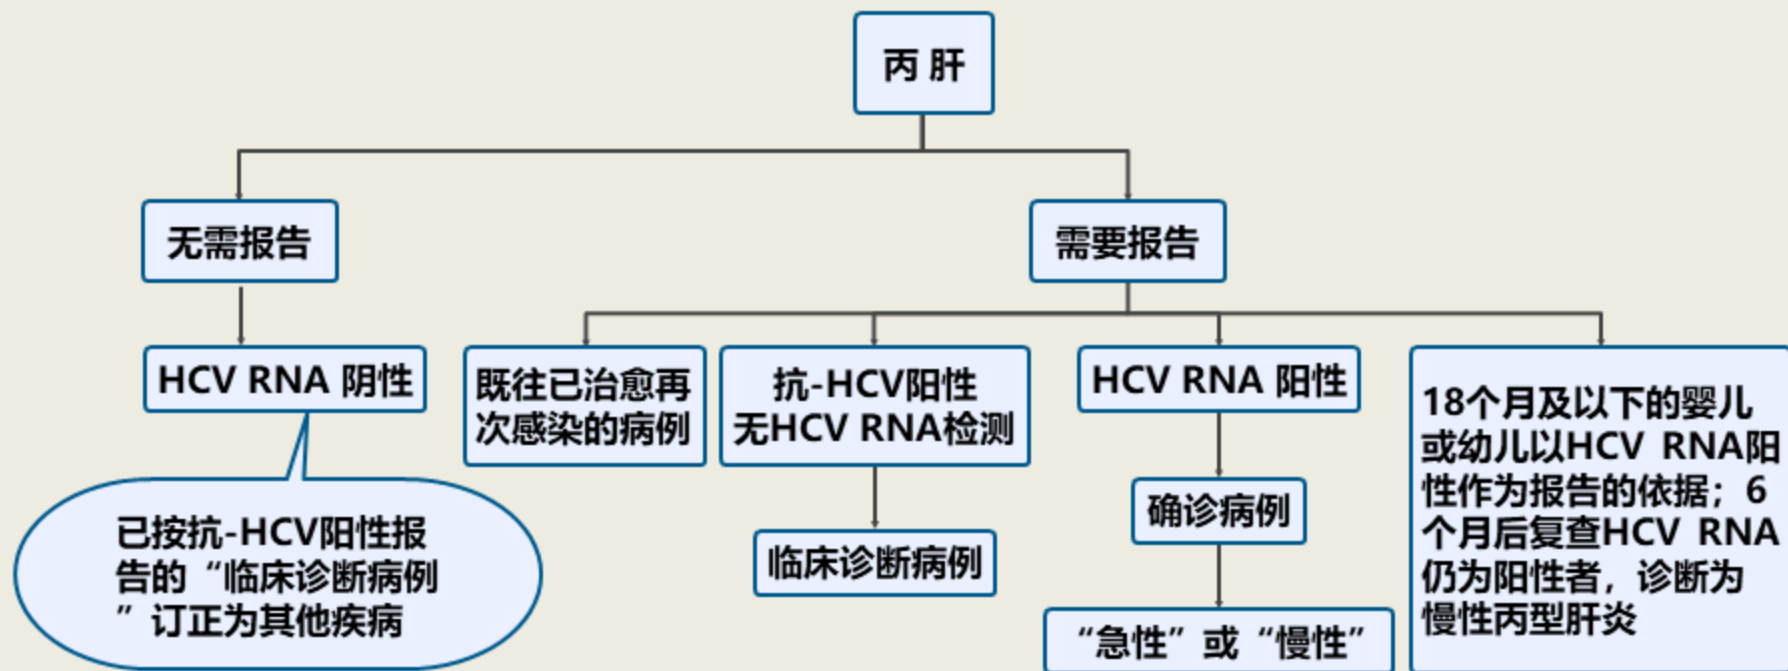 丙 肝
无需报告
需要报告
HCV RNA 阴性
既往已治愈再
次感染的病例
抗-HCV阳性
无HCV RNA检测
HCV RNA 阳性
18个月及以下的婴儿
或幼儿以HCV RNA阳
性作为报告的依据；6
个月后复查HCV RNA
仍为阳性者，诊断为
慢性丙型肝炎
已按抗-HCV阳性报
告的“临床诊断病例
”订正为其他疾病
临床诊断病例
确诊病例
“急性”或“慢性”